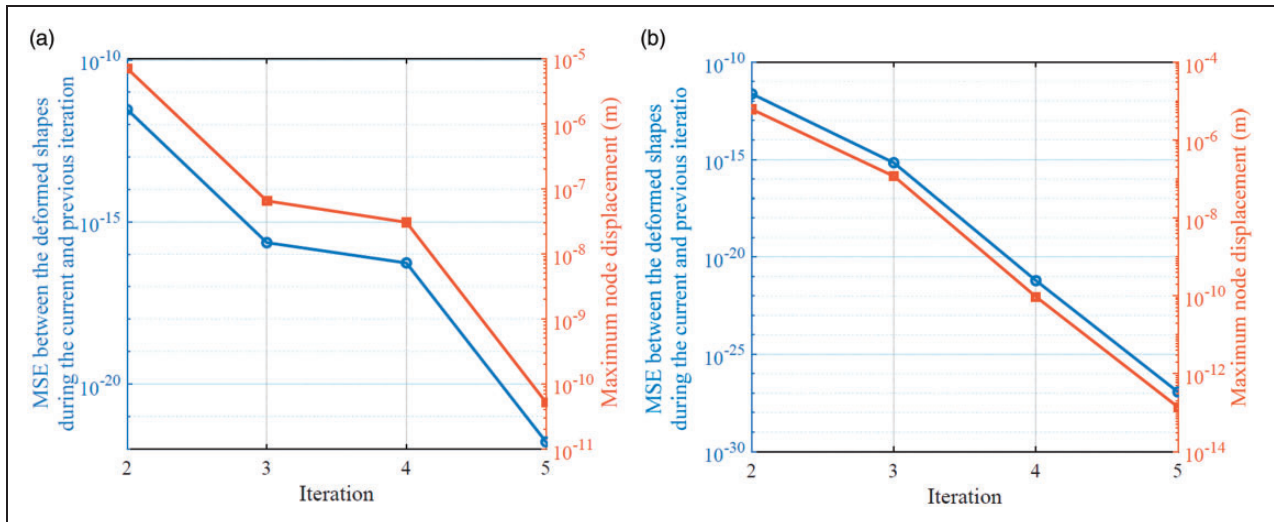 (a)
MSE between the deformed shapes
during the current and previous iteration
10^-10
10^-15
10^-20
10^-5
10^-6
10^-7
10^-8
10^-9
10^-10
10^-11
Maximum node displacement (m)
2 3 4 5
Iteration
(b)
MSE between the deformed shapes
during the current and previous iteratio
10^-10
10^-15
10^-20
10^-25
10^-30
10^-4
10^-6
10^-8
10^-10
10^-12
10^-14
Maximum node displacement (m)
2 3 4 5
Iteration